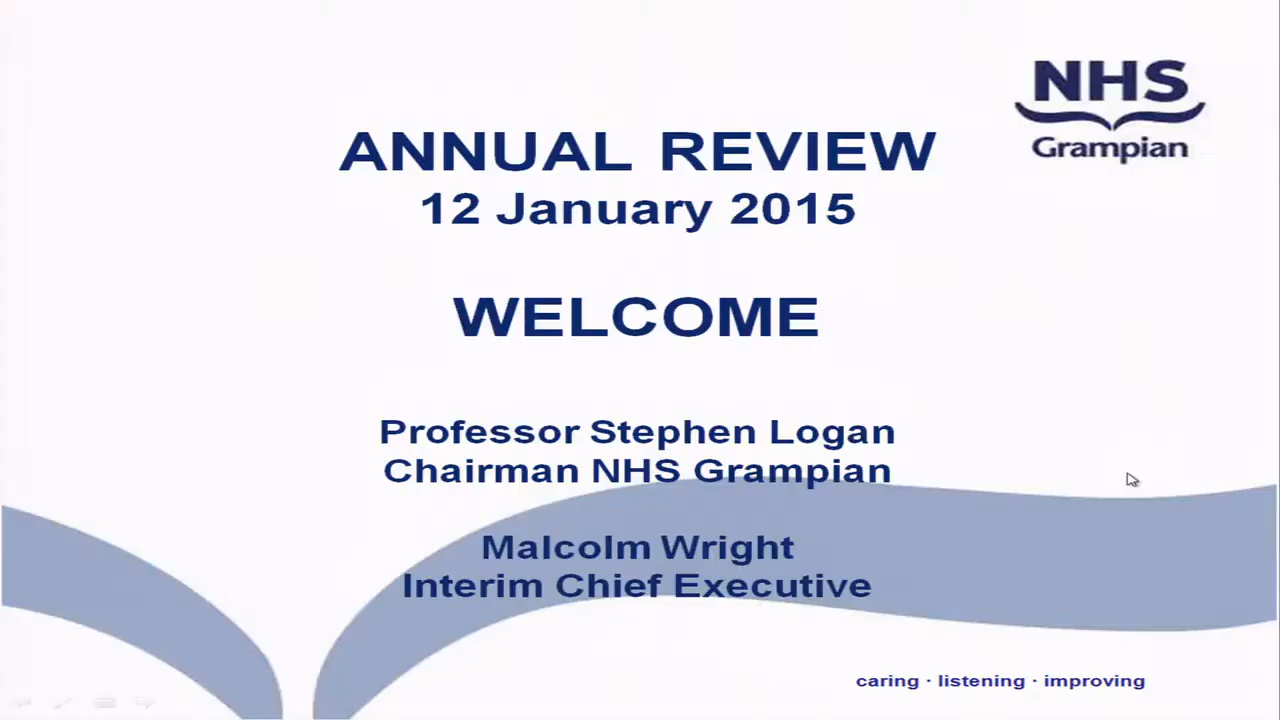 NHS
Grampian
ANNUAL REVIEW
12 January 2015
WELCOME
Professor Stephen Logan
Chairman NHS Grampian
Malcolm Wright
Interim Chief Executive
caring · listening · improving